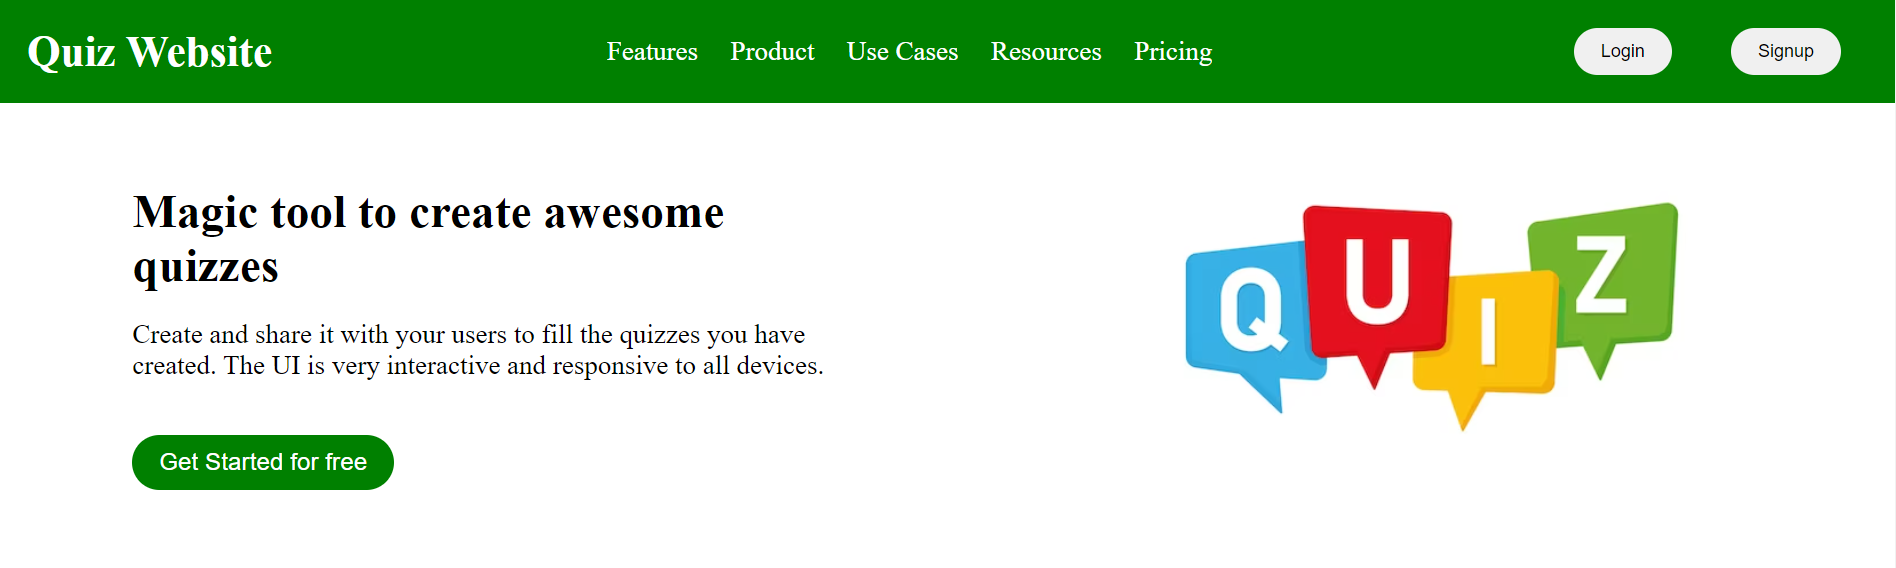 Quiz Website
Features Product Use Cases Resources Pricing
Login Signup
Magic tool to create awesome
quizzes
Create and share it with your users to fill the quizzes you have
created. The UI is very interactive and responsive to all devices.
Get Started for free
QUIZ